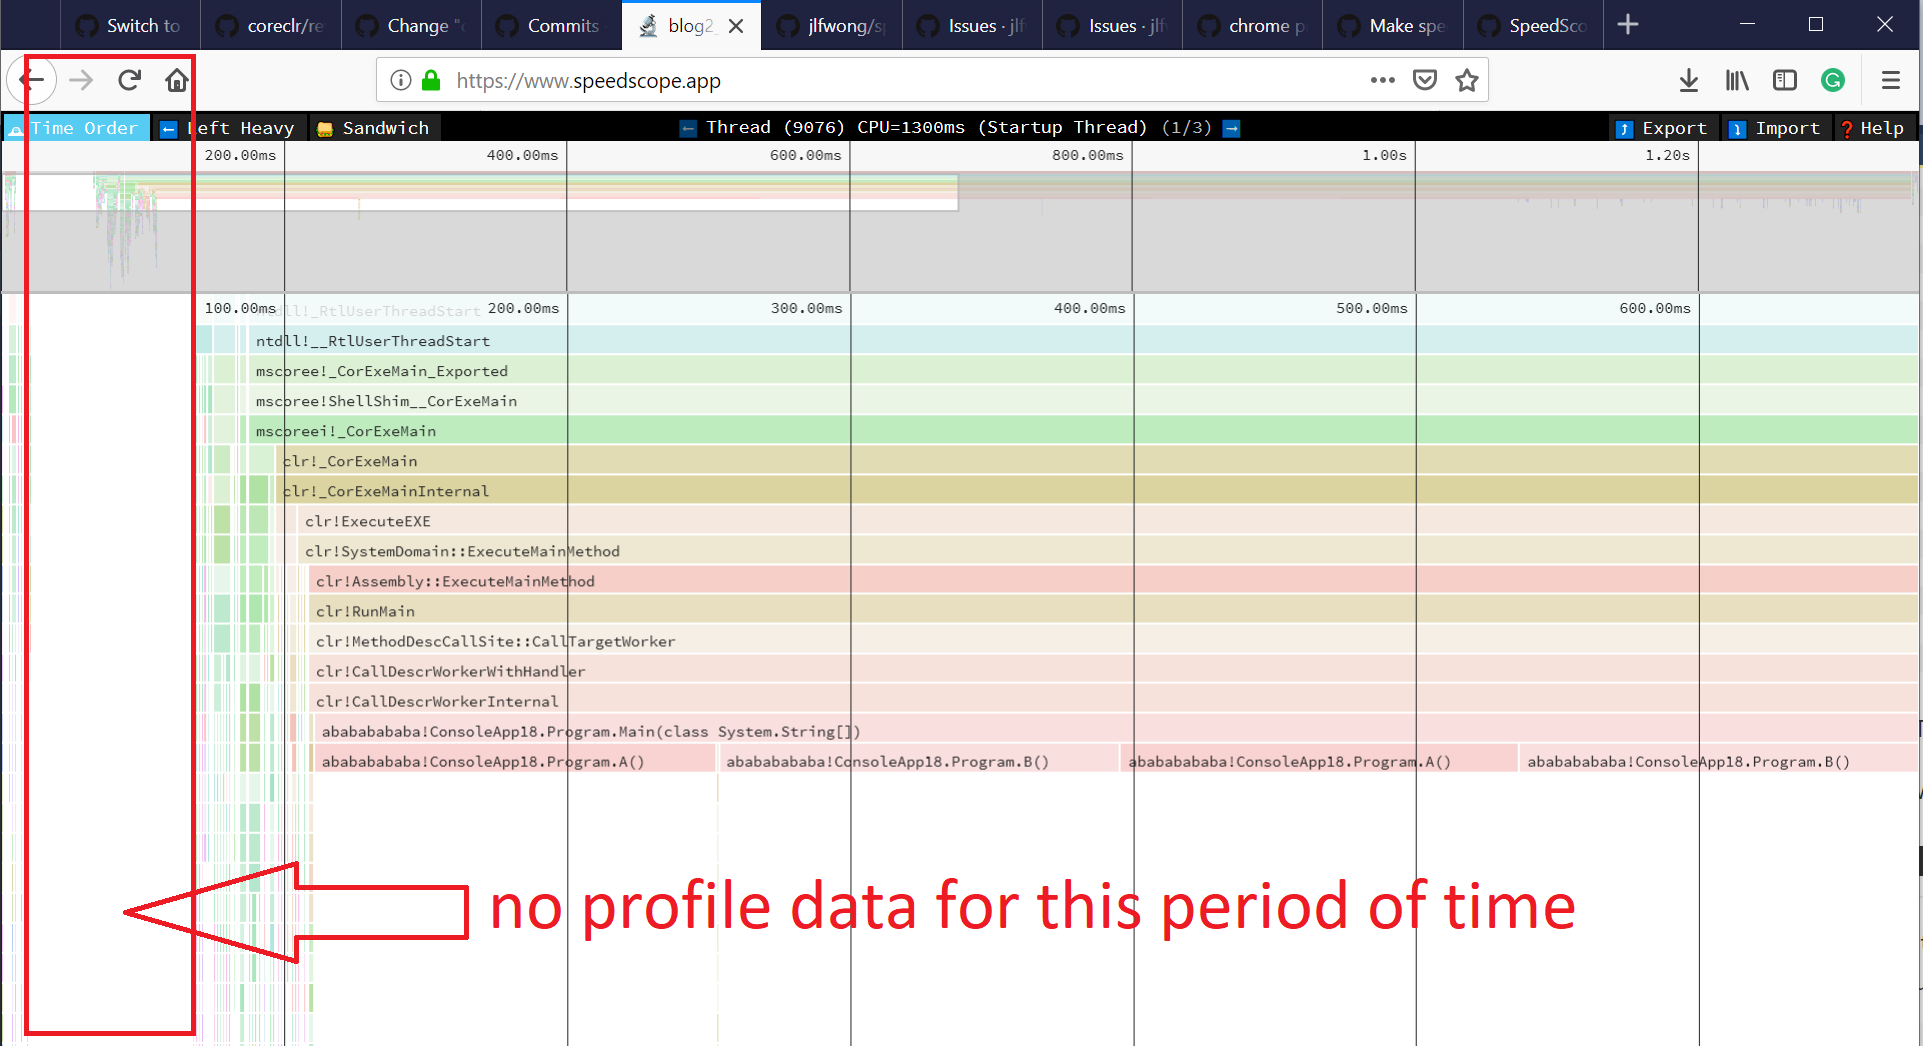 Switch to
coreclr/re
Change "c
Commits
blog2_
jlfwong/sp
Issues · jlf
Issues · jlf
chrome p
Make spe
SpeedSco
https://www.speedscope.app
Time Order
Left Heavy
Sandwich
Thread (9076) CPU=1300ms (Startup Thread) (1/3)
Export
Import
Help
200.00ms 400.00ms 600.00ms 800.00ms 1.00s 1.20s
100.00ms 200.00ms 300.00ms 400.00ms 500.00ms 600.00ms
ntdll!_RtlUserThreadStart
ntdll!__RtlUserThreadStart
mscoree!_CorExeMain_Exported
mscoree!ShellShim__CorExeMain
mscoreei!_CorExeMain
clr!_CorExeMain
clr!_CorExeMainInternal
clr!ExecuteEXE
clr!SystemDomain::ExecuteMainMethod
clr!Assembly::ExecuteMainMethod
clr!RunMain
clr!MethodDescCallSite::CallTargetWorker
clr!CallDescrWorkerWithHandler
clr!CallDescrWorkerInternal
abababababa!ConsoleApp18.Program.Main(class System.String[])
abababababa!ConsoleApp18.Program.A() abababababa!ConsoleApp18.Program.B() abababababa!ConsoleApp18.Program.A() abababababa!ConsoleApp18.Program.B()
no profile data for this period of time